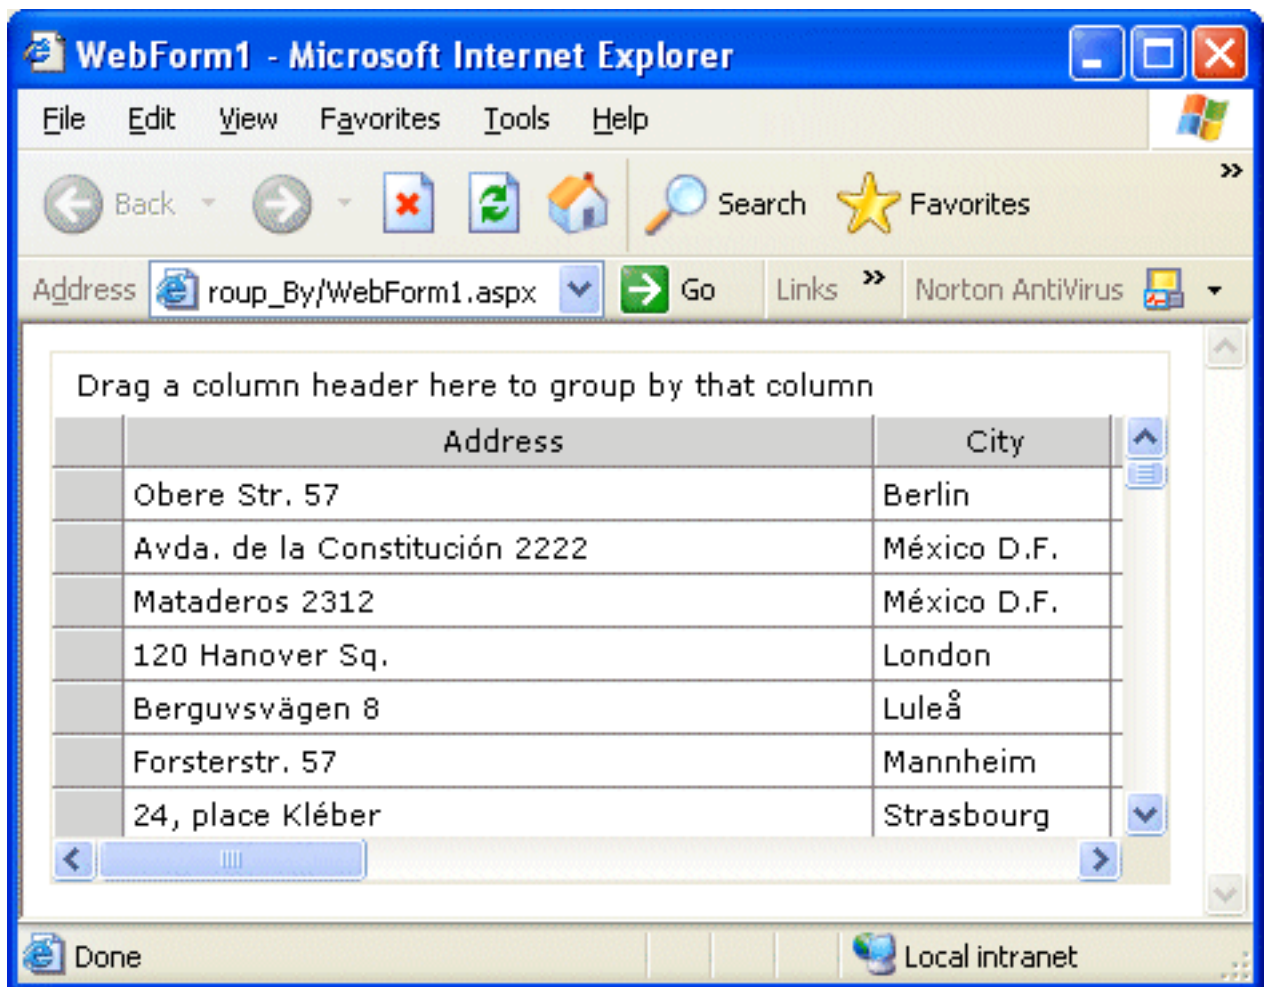 WebForm1 - Microsoft Internet Explorer
File Edit View Favorites Tools Help
Back Search Favorites »
Address roup_By/WebForm1.aspx Go Links » Norton AntiVirus
Drag a column header here to group by that column
Address City
Obere Str. 57 Berlin
Avda. de la Constitución 2222 México D.F.
Mataderos 2312 México D.F.
120 Hanover Sq. London
Berguvsvägen 8 Luleå
Forsterstr. 57 Mannheim
24, place Kléber Strasbourg
Done Local intranet